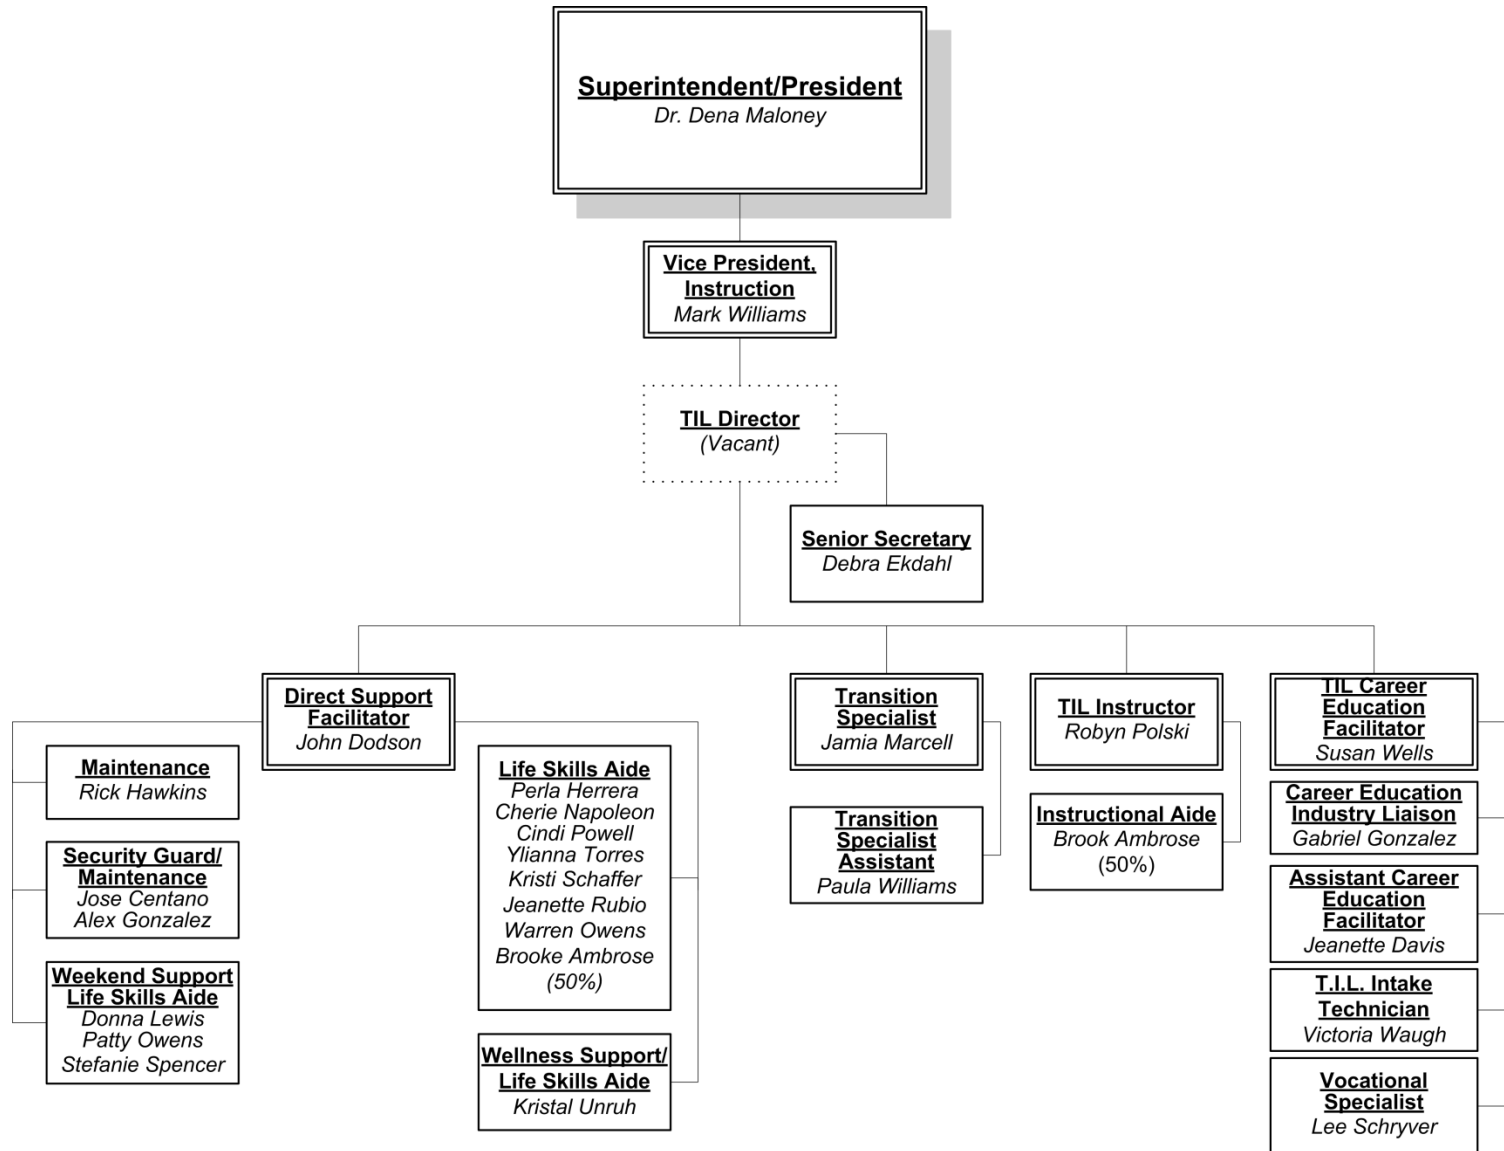 Superintendent/President
Dr. Dena Maloney
Vice President,
Instruction
Mark Williams
TIL Director
(Vacant)
Senior Secretary
Debra Ekdahl
Direct Support
Facilitator
John Dodson
Maintenance
Rick Hawkins
Security Guard/
Maintenance
Jose Centano
Alex Gonzalez
Weekend Support
Life Skills Aide
Donna Lewis
Patty Owens
Stefanie Spencer
Life Skills Aide
Perla Herrera
Cherie Napoleon
Cindi Powell
Ylianna Torres
Kristi Schaffer
Jeanette Rubio
Warren Owens
Brooke Ambrose
(50%)
Wellness Support/
Life Skills Aide
Kristal Unruh
Transition
Specialist
Jamia Marcell
Transition
Specialist
Assistant
Paula Williams
TIL Instructor
Robyn Polski
Instructional Aide
Brook Ambrose
(50%)
TIL Career
Education
Facilitator
Susan Wells
Career Education
Industry Liaison
Gabriel Gonzalez
Assistant Career
Education
Facilitator
Jeanette Davis
T.I.L. Intake
Technician
Victoria Waugh
Vocational
Specialist
Lee Schryver